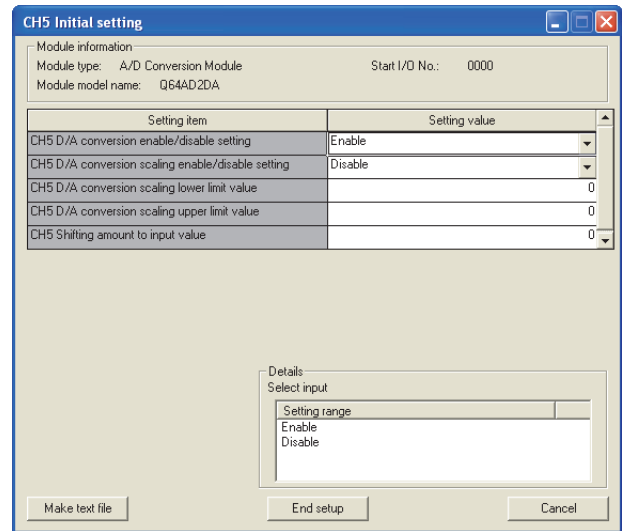 CH5 Initial setting
Module information
Module type: A/D Conversion Module Start I/O No.: 0000
Module model name: Q64AD2DA
Setting item Setting value
CH5 D/A conversion enable/disable setting Enable
CH5 D/A conversion scaling enable/disable setting Disable
CH5 D/A conversion scaling lower limit value 0
CH5 D/A conversion scaling upper limit value 0
CH5 Shifting amount to input value 0
Details
Select input
Setting range
Enable
Disable
Make text file End setup Cancel